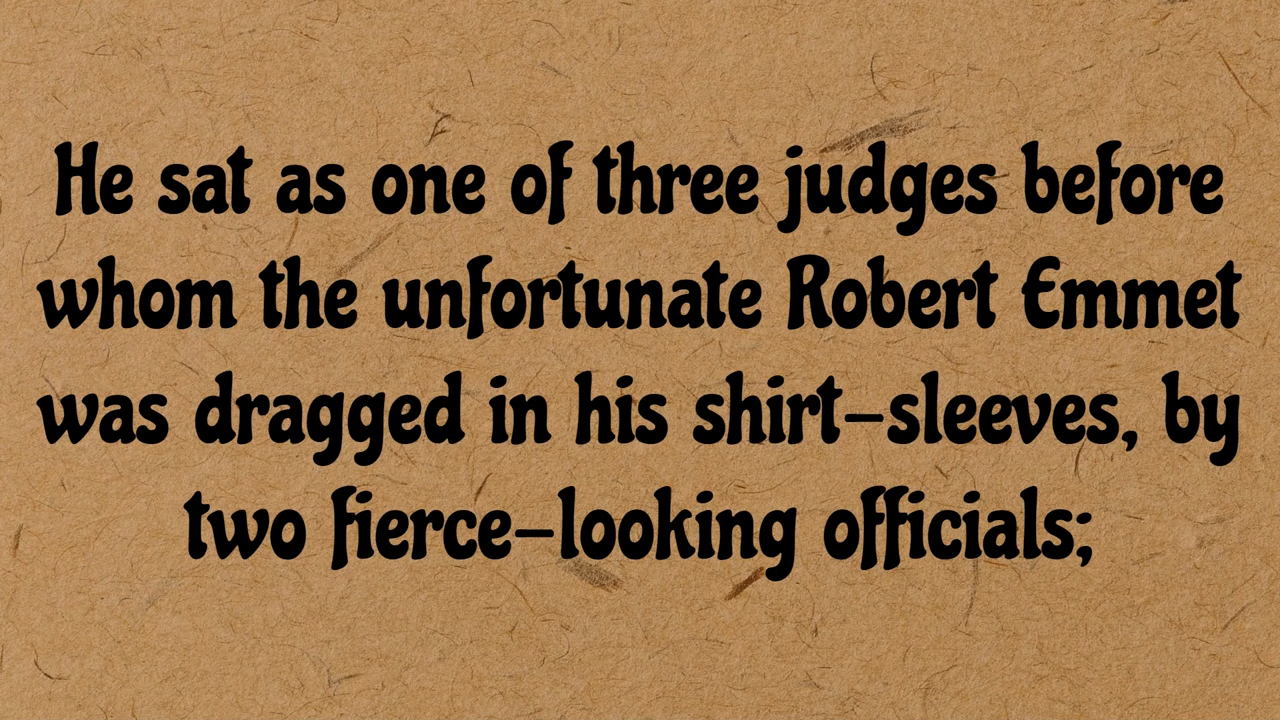 He sat as one of three judges before
whom the unfortunate Robert Emmet
was dragged in his shirt-sleeves, by
two fierce-looking officials;